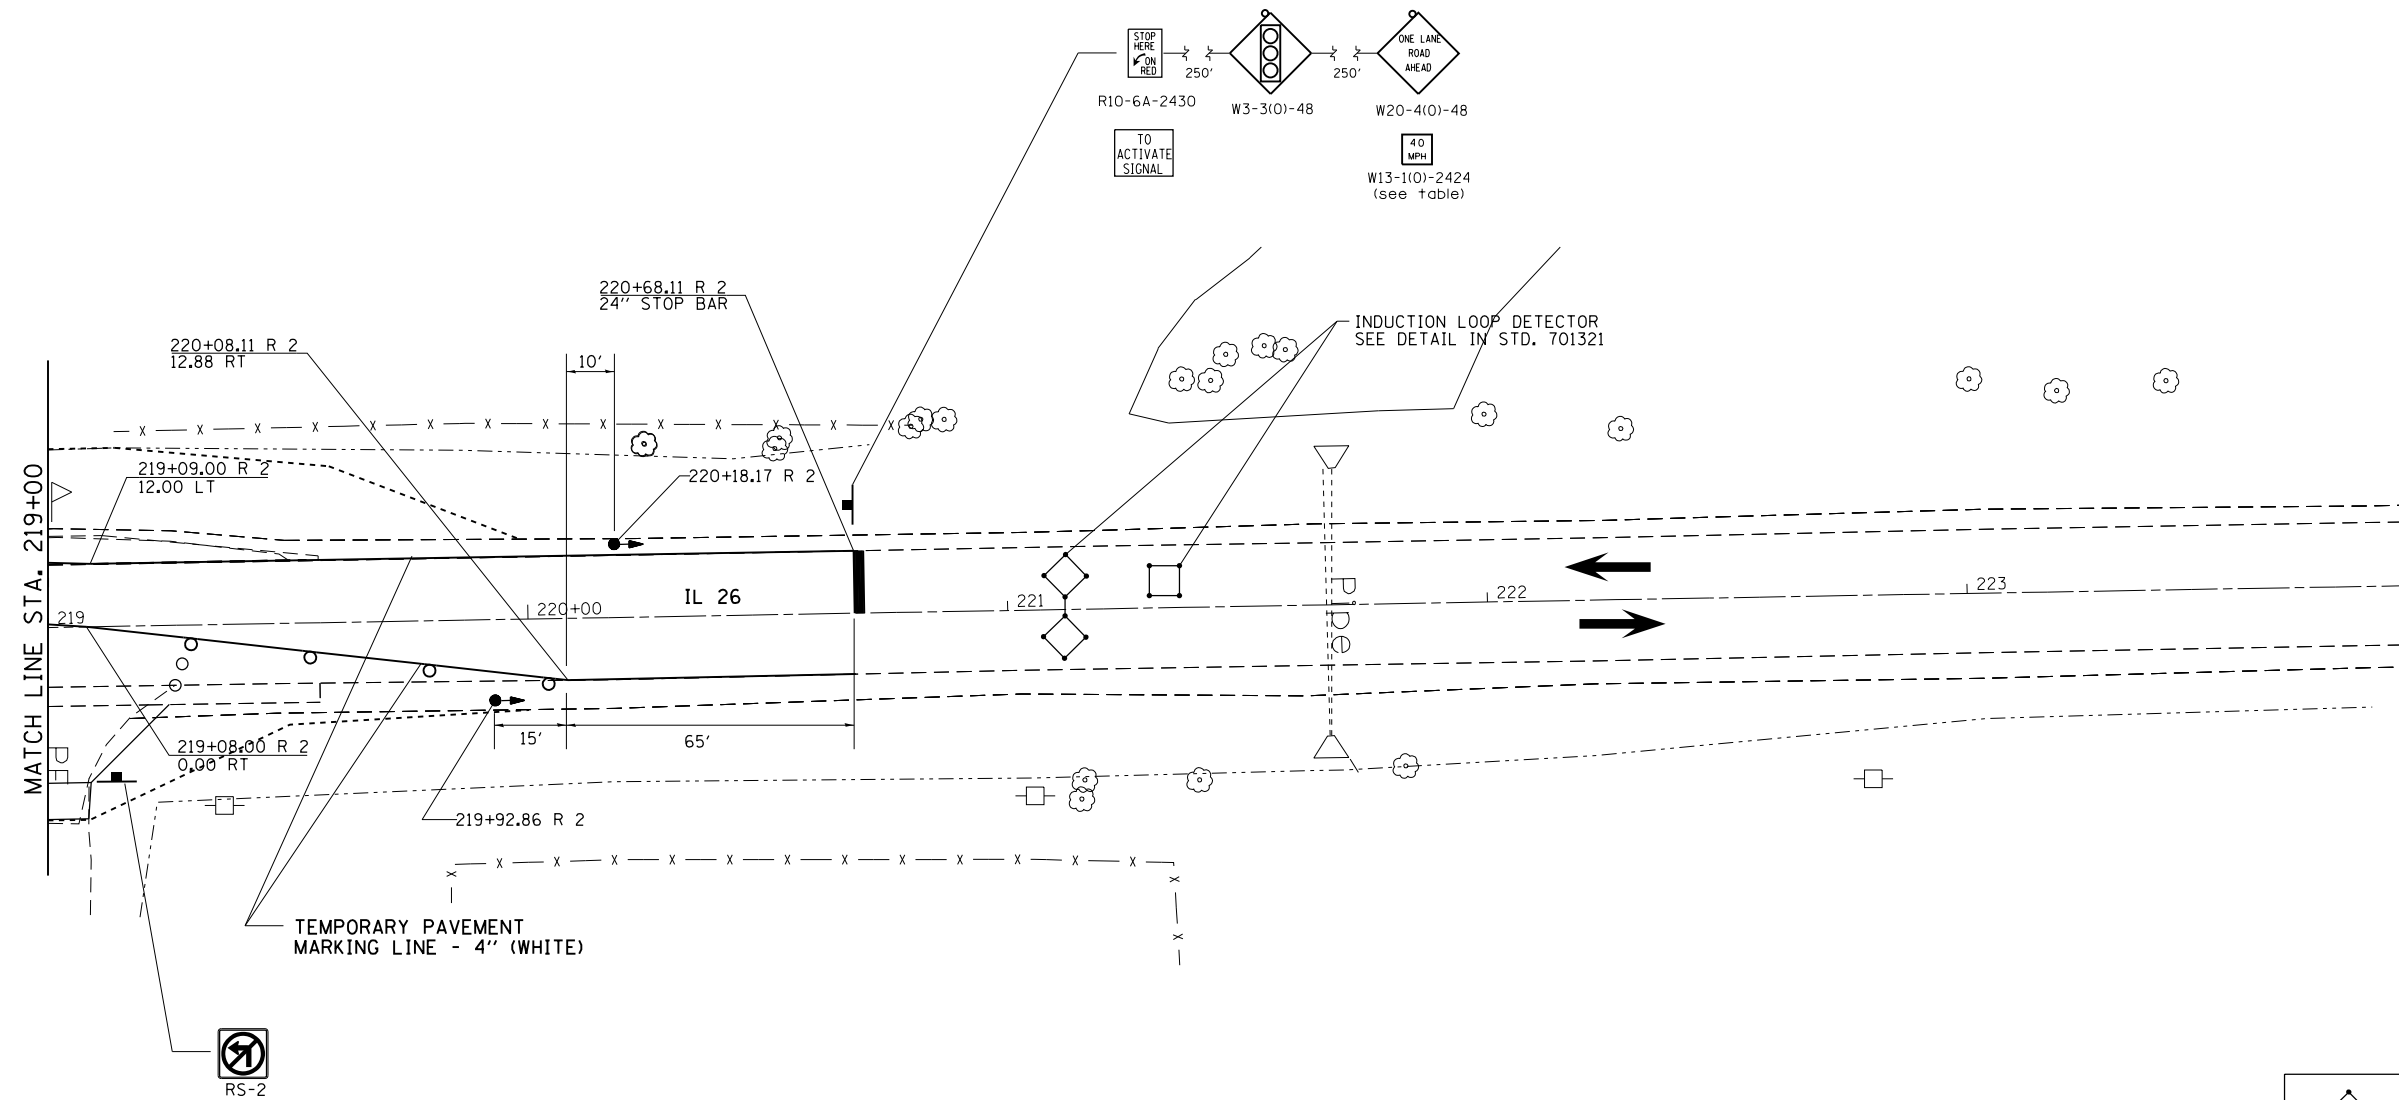 STOP
HERE
ON
RED
250'
250'
ONE LANE
ROAD
AHEAD
R10-6A-2430
W3-3(O)-48
W20-4(O)-48
TO
ACTIVATE
SIGNAL
40
MPH
W13-1(O)-2424
(see table)
220+68.11 R 2
24" STOP BAR
INDUCTION LOOP DETECTOR
SEE DETAIL IN STD. 701321
220+08.11 R 2
12.88 RT
10'
219+09.00 R 2
12.00 LT
220+18.17 R 2
MATCH LINE STA. 219+00
219
220+00
IL 26
221
Pipe
222
223
219+08.00 R 2
0.00 RT
15'
65'
219+92.86 R 2
TEMPORARY PAVEMENT
MARKING LINE - 4" (WHITE)
RS-2